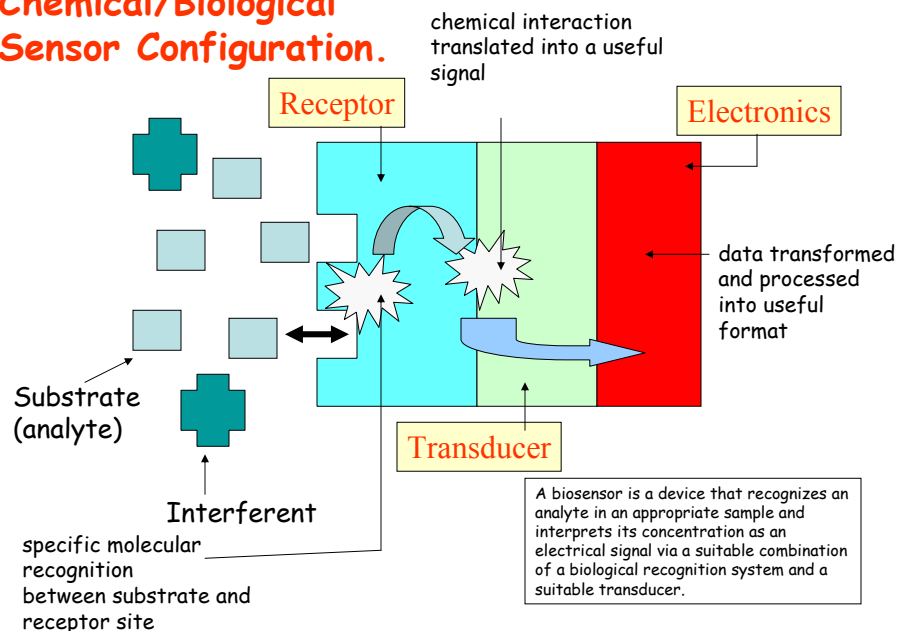 Chemical/Biological
Sensor Configuration.
chemical interaction
translated into a useful
signal
Receptor
Electronics
data transformed
and processed
into useful
format
Substrate
(analyte)
Transducer
Interferent
specific molecular
recognition
between substrate and
receptor site
A biosensor is a device that recognizes an
analyte in an appropriate sample and
interprets its concentration as an
electrical signal via a suitable combination
of a biological recognition system and a
suitable transducer.